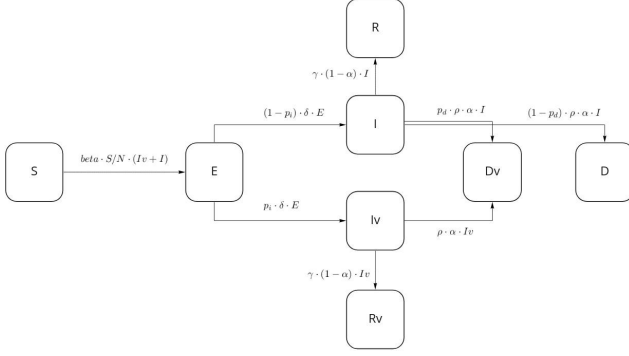 R
γ·(1−α)·I
(1−p_i)·δ·E
I
p_d·ρ·α·I
(1−p_d)·ρ·α·I
S
beta·S/N·(Iv+I)
E
Dv
D
p_i·δ·E
Iv
ρ·α·Iv
γ·(1−α)·Iv
Rv